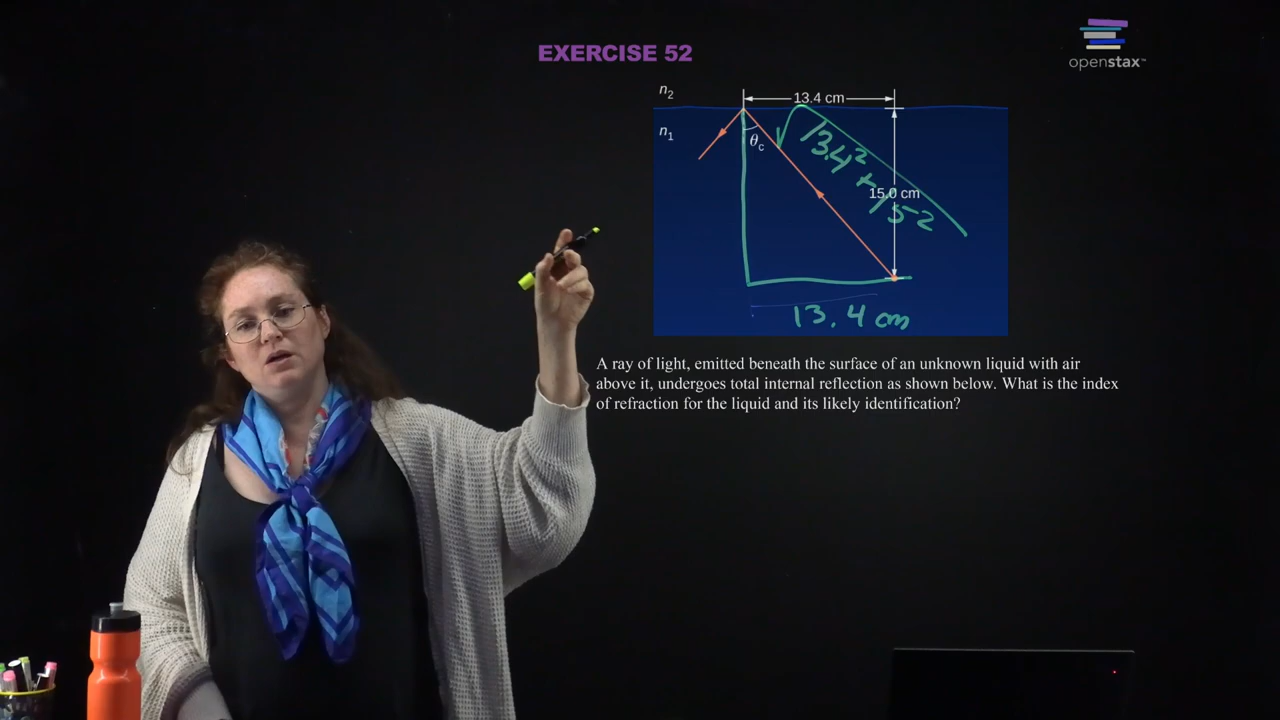 EXERCISE 52
openstax™
n2
13.4 cm
n1
θc
13.4² + 15²
15.0 cm
13.4 cm
A ray of light, emitted beneath the surface of an unknown liquid with air
above it, undergoes total internal reflection as shown below. What is the index
of refraction for the liquid and its likely identification?